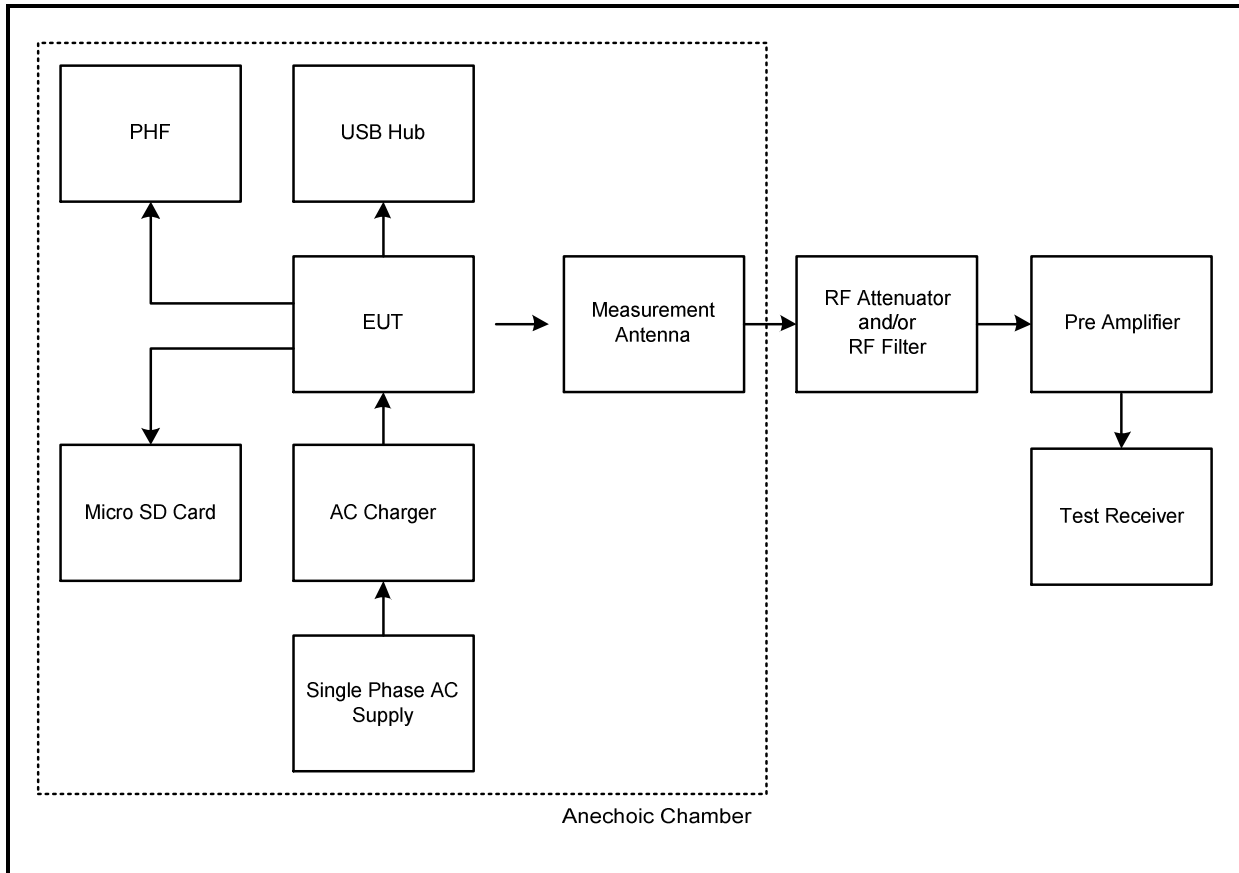 PHF
USB Hub
EUT
Measurement
Antenna
RF Attenuator
and/or
RF Filter
Pre Amplifier
Micro SD Card
AC Charger
Test Receiver
Single Phase AC
Supply
Anechoic Chamber